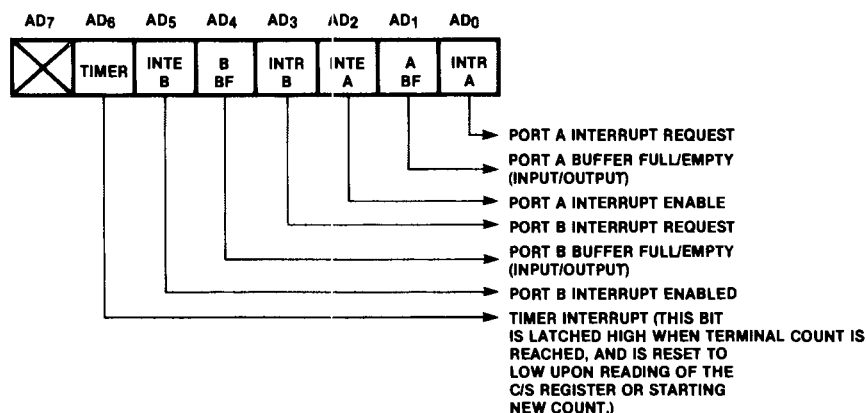 AD7 AD6 AD5 AD4 AD3 AD2 AD1 AD0
TIMER
INTE
B
B
BF
INTR
B
INTE
A
A
BF
INTR
A
PORT A INTERRUPT REQUEST
PORT A BUFFER FULL/EMPTY
(INPUT/OUTPUT)
PORT A INTERRUPT ENABLE
PORT B INTERRUPT REQUEST
PORT B BUFFER FULL/EMPTY
(INPUT/OUTPUT)
PORT B INTERRUPT ENABLED
TIMER INTERRUPT (THIS BIT
IS LATCHED HIGH WHEN TERMINAL COUNT IS
REACHED, AND IS RESET TO
LOW UPON READING OF THE
C/S REGISTER OR STARTING
NEW COUNT.)